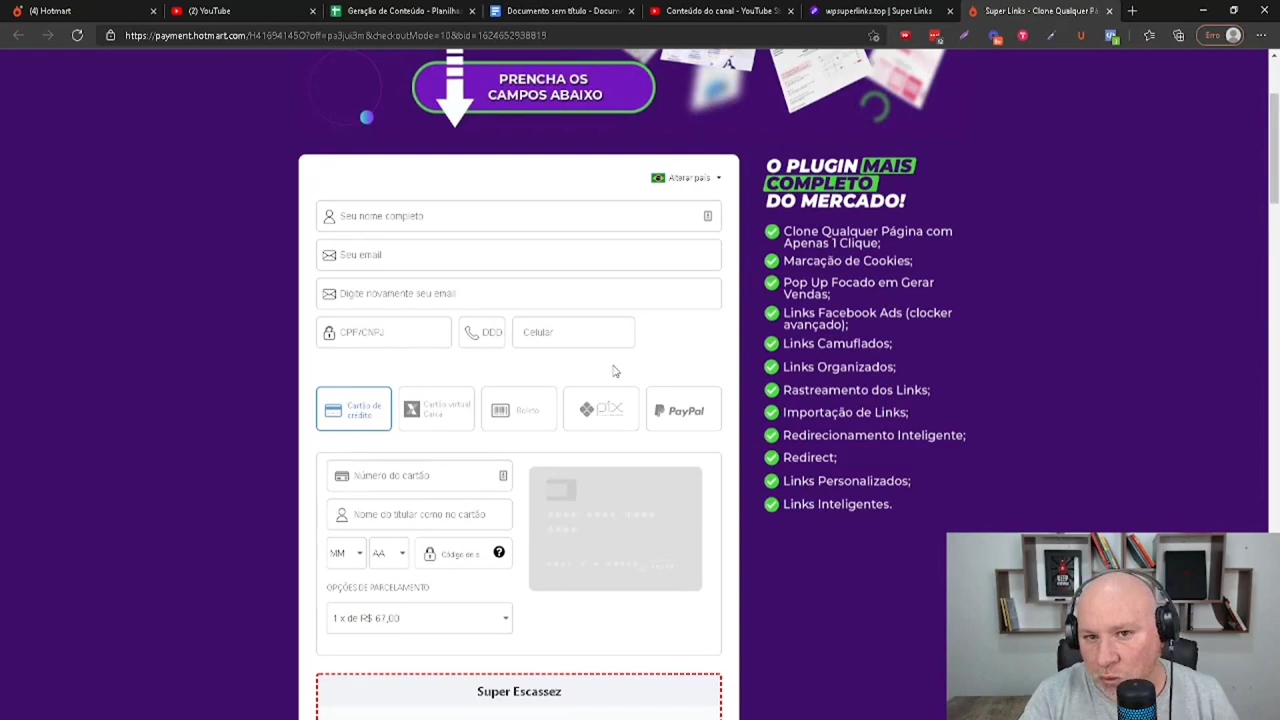 (4) Hotmart
(2) YouTube
Geração de Conteúdo - Planilha
Documento sem título - Docum
Conteúdo do canal - YouTube S
wpsuperlinks.top | Super Links
Super Links - Clone Qualquer Pá
https://payment.hotmart.com/H41694145O?off=pa3jui3m&checkoutMode=10&bid=1624652938819
Erro
PRENCHA OS
CAMPOS ABAIXO
Alterar país
Seu nome completo
Seu email
Digite novamente seu email
CPF/CNPJ
DDD
Celular
Cartão de
crédito
Cartão virtual
Caixa
Boleto
pix
PayPal
Número do cartão
Nome do titular como no cartão
MM
AA
Código de s
OPÇÕES DE PARCELAMENTO
1 x de R$ 67,00
Super Escassez
O PLUGIN MAIS
COMPLETO
DO MERCADO!
Clone Qualquer Página com
Apenas 1 Clique;
Marcação de Cookies;
Pop Up Focado em Gerar
Vendas;
Links Facebook Ads (clocker
avançado);
Links Camuflados;
Links Organizados;
Rastreamento dos Links;
Importação de Links;
Redirecionamento Inteligente;
Redirect;
Links Personalizados;
Links Inteligentes.